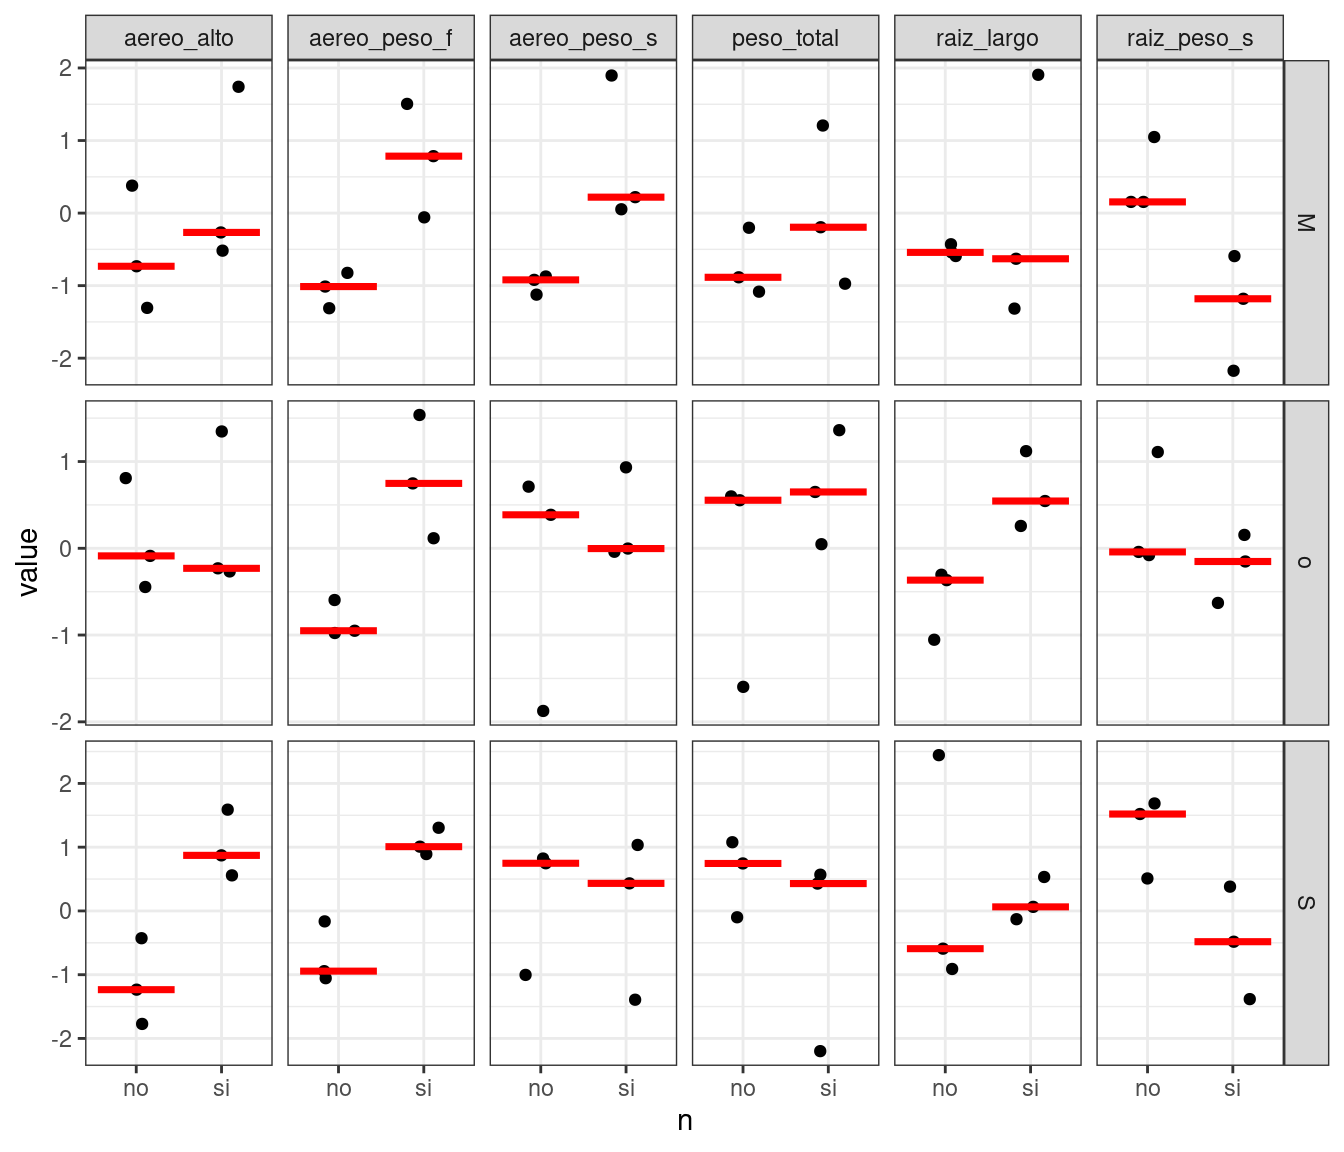 aereo_alto aereo_peso_f aereo_peso_s peso_total raiz_largo raiz_peso_s
2
1
0
-1
-2
M
1
0
-1
-2
o
2
1
0
-1
-2
S
value
no si no si no si no si no si no si
n